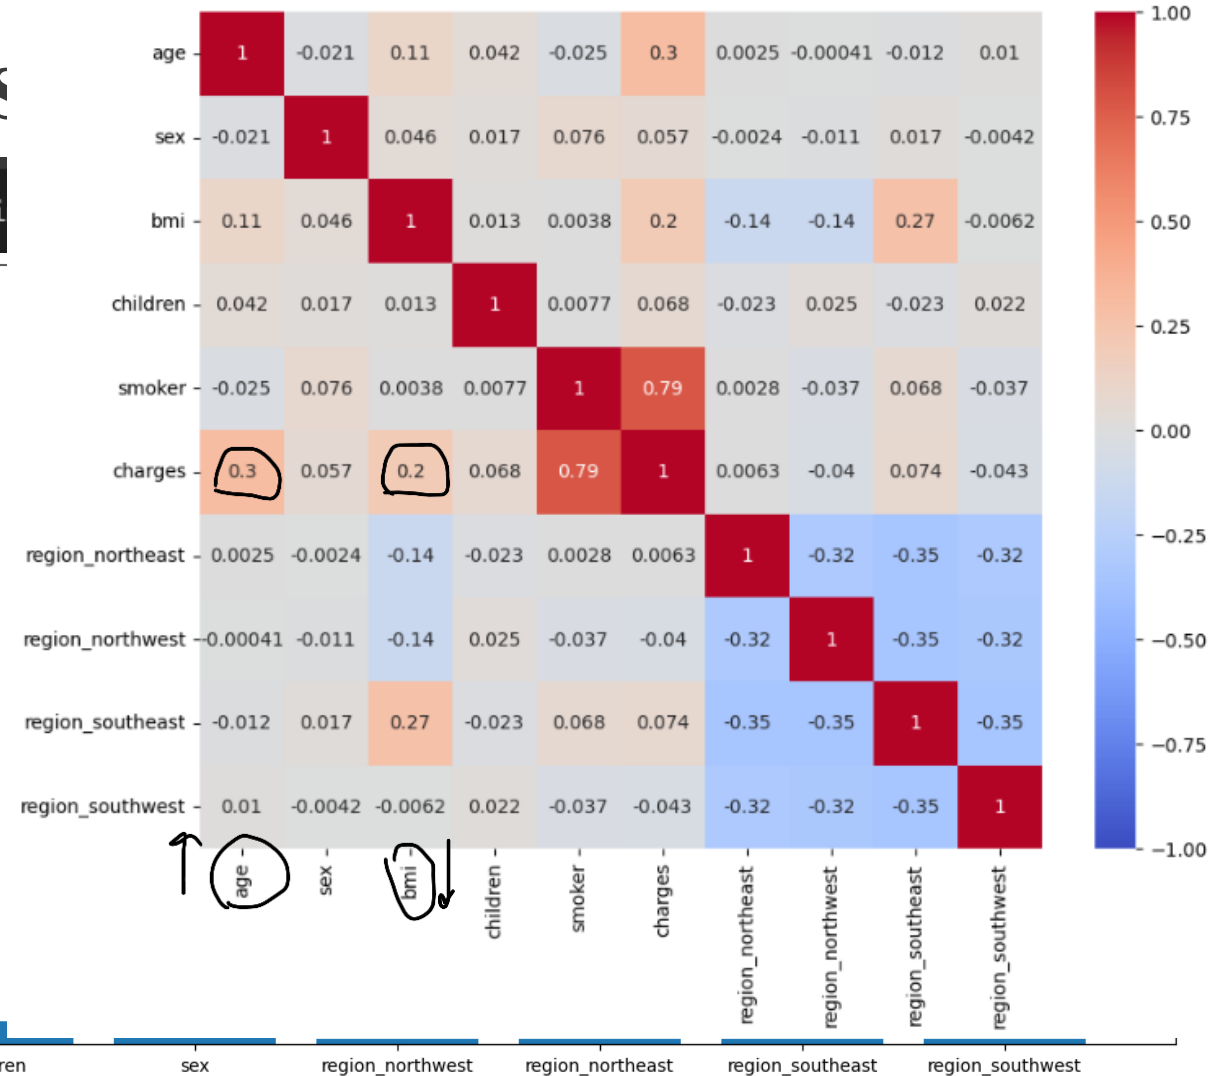 1.00
age 1 -0.021 0.11 0.042 -0.025 0.3 0.0025 -0.00041 -0.012 0.01
sex -0.021 1 0.046 0.017 0.076 0.057 -0.0024 -0.011 0.017 -0.0042
0.75
bmi 0.11 0.046 1 0.013 0.0038 0.2 -0.14 -0.14 0.27 -0.0062
0.50
children 0.042 0.017 0.013 1 0.0077 0.068 -0.023 0.025 -0.023 0.022
0.25
smoker -0.025 0.076 0.0038 0.0077 1 0.79 0.0028 -0.037 0.068 -0.037
0.00
charges 0.3 0.057 0.2 0.068 0.79 1 0.0063 -0.04 0.074 -0.043
−0.25
region_northeast 0.0025 -0.0024 -0.14 -0.023 0.0028 0.0063 1 -0.32 -0.35 -0.32
region_northwest -0.00041 -0.011 -0.14 0.025 -0.037 -0.04 -0.32 1 -0.35 -0.32
−0.50
region_southeast -0.012 0.017 0.27 -0.023 0.068 0.074 -0.35 -0.35 1 -0.35
−0.75
region_southwest 0.01 -0.0042 -0.0062 0.022 -0.037 -0.043 -0.32 -0.32 -0.35 1
−1.00
age
sex
bmi
children
smoker
charges
region_northeast
region_northwest
region_southeast
region_southwest
ren sex region_northwest region_northeast region_southeast region_southwest